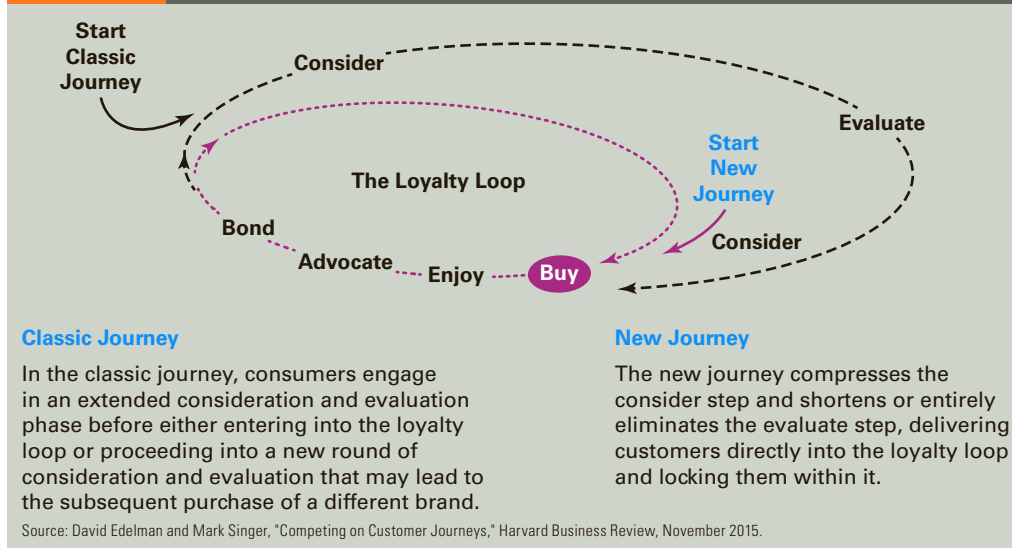 Start
Classic
Journey
Consider
Evaluate
Start
New
Journey
The Loyalty Loop
Consider
Bond
Advocate
Enjoy
Buy
Classic Journey
In the classic journey, consumers engage
in an extended consideration and evaluation
phase before either entering into the loyalty
loop or proceeding into a new round of
consideration and evaluation that may lead to
the subsequent purchase of a different brand.
New Journey
The new journey compresses the
consider step and shortens or entirely
eliminates the evaluate step, delivering
customers directly into the loyalty loop
and locking them within it.
Source: David Edelman and Mark Singer, "Competing on Customer Journeys," Harvard Business Review, November 2015.